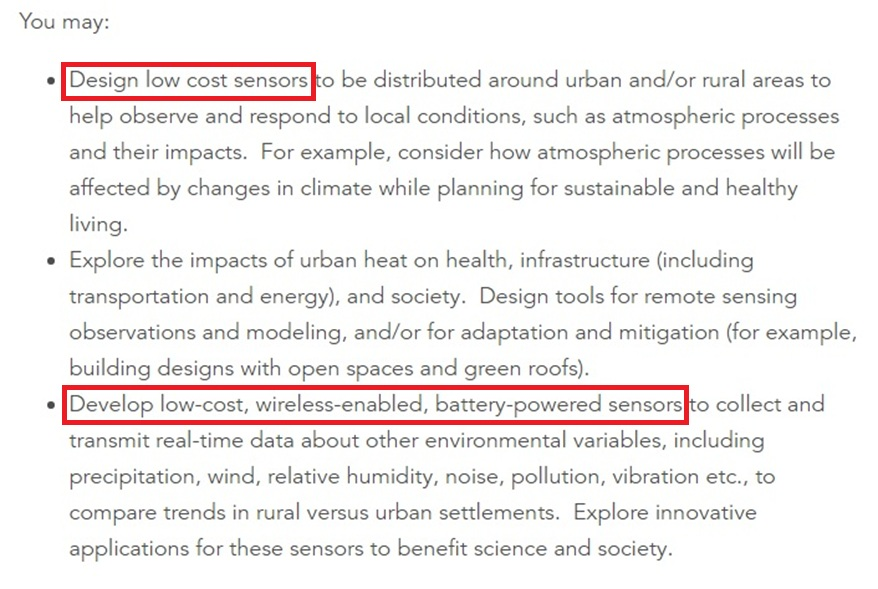 You may:
• Design low cost sensors to be distributed around urban and/or rural areas to
help observe and respond to local conditions, such as atmospheric processes
and their impacts.  For example, consider how atmospheric processes will be
affected by changes in climate while planning for sustainable and healthy
living.
• Explore the impacts of urban heat on health, infrastructure (including
transportation and energy), and society.  Design tools for remote sensing
observations and modeling, and/or for adaptation and mitigation (for example,
building designs with open spaces and green roofs).
• Develop low-cost, wireless-enabled, battery-powered sensors to collect and
transmit real-time data about other environmental variables, including
precipitation, wind, relative humidity, noise, pollution, vibration etc., to
compare trends in rural versus urban settlements.  Explore innovative
applications for these sensors to benefit science and society.